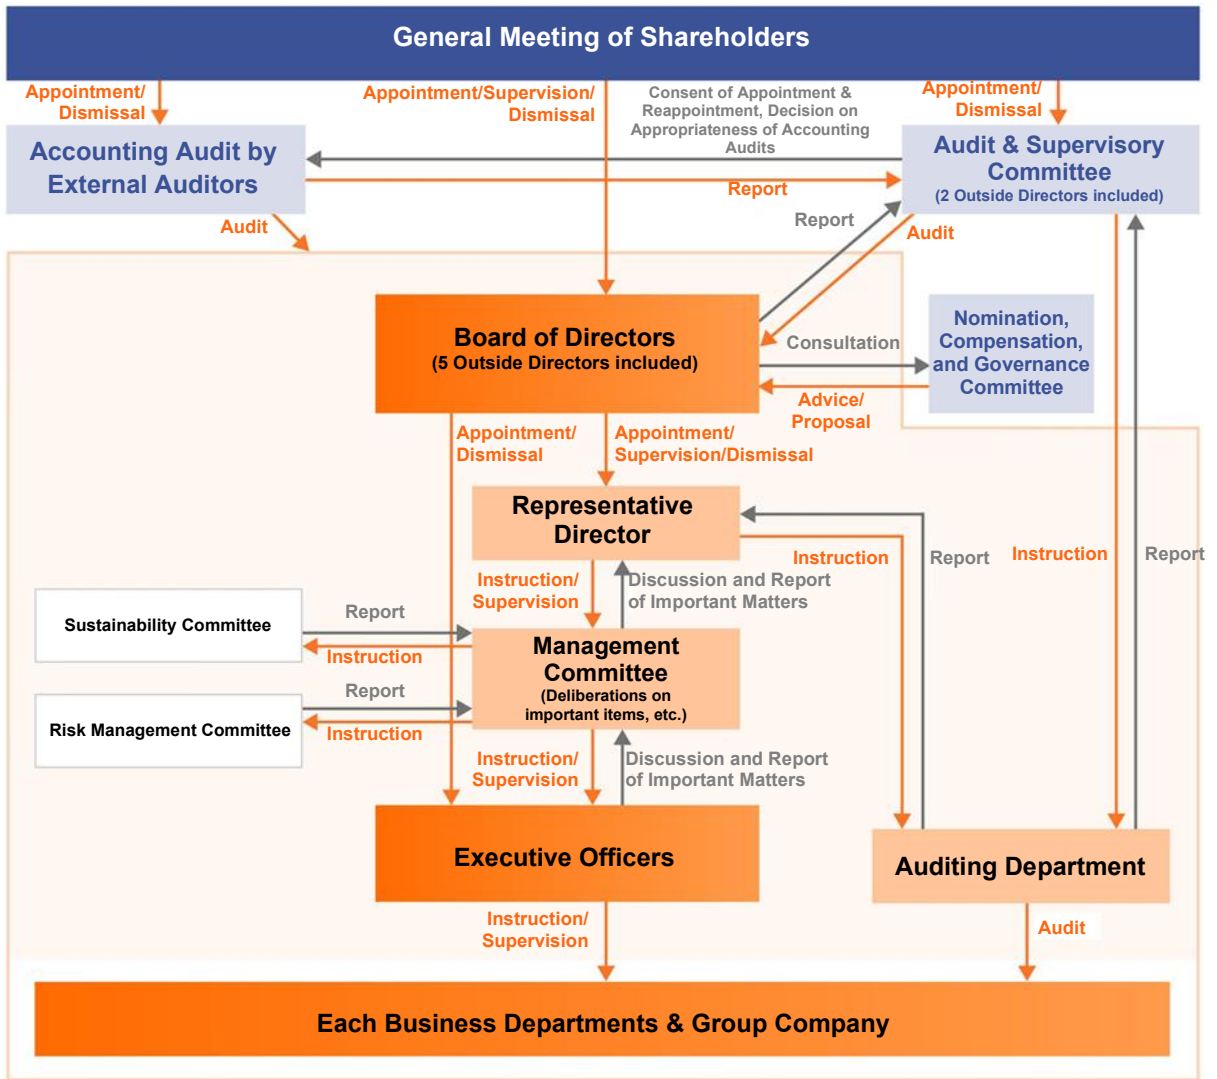 General Meeting of Shareholders
Appointment/
Dismissal
Appointment/Supervision/
Dismissal
Consent of Appointment &
Reappointment, Decision on
Appropriateness of Accounting
Audits
Appointment/
Dismissal
Accounting Audit by
External Auditors
Audit & Supervisory
Committee
(2 Outside Directors included)
Report
Audit
Report
Audit
Board of Directors
(5 Outside Directors included)
Consultation
Nomination,
Compensation,
and Governance
Committee
Advice/
Proposal
Appointment/
Dismissal
Appointment/
Supervision/Dismissal
Representative
Director
Instruction
Report
Instruction
Report
Instruction/
Supervision
Discussion and Report
of Important Matters
Sustainability Committee
Report
Instruction
Management
Committee
(Deliberations on
important items, etc.)
Risk Management Committee
Report
Instruction
Instruction/
Supervision
Discussion and Report
of Important Matters
Executive Officers
Auditing Department
Instruction/
Supervision
Audit
Each Business Departments & Group Company